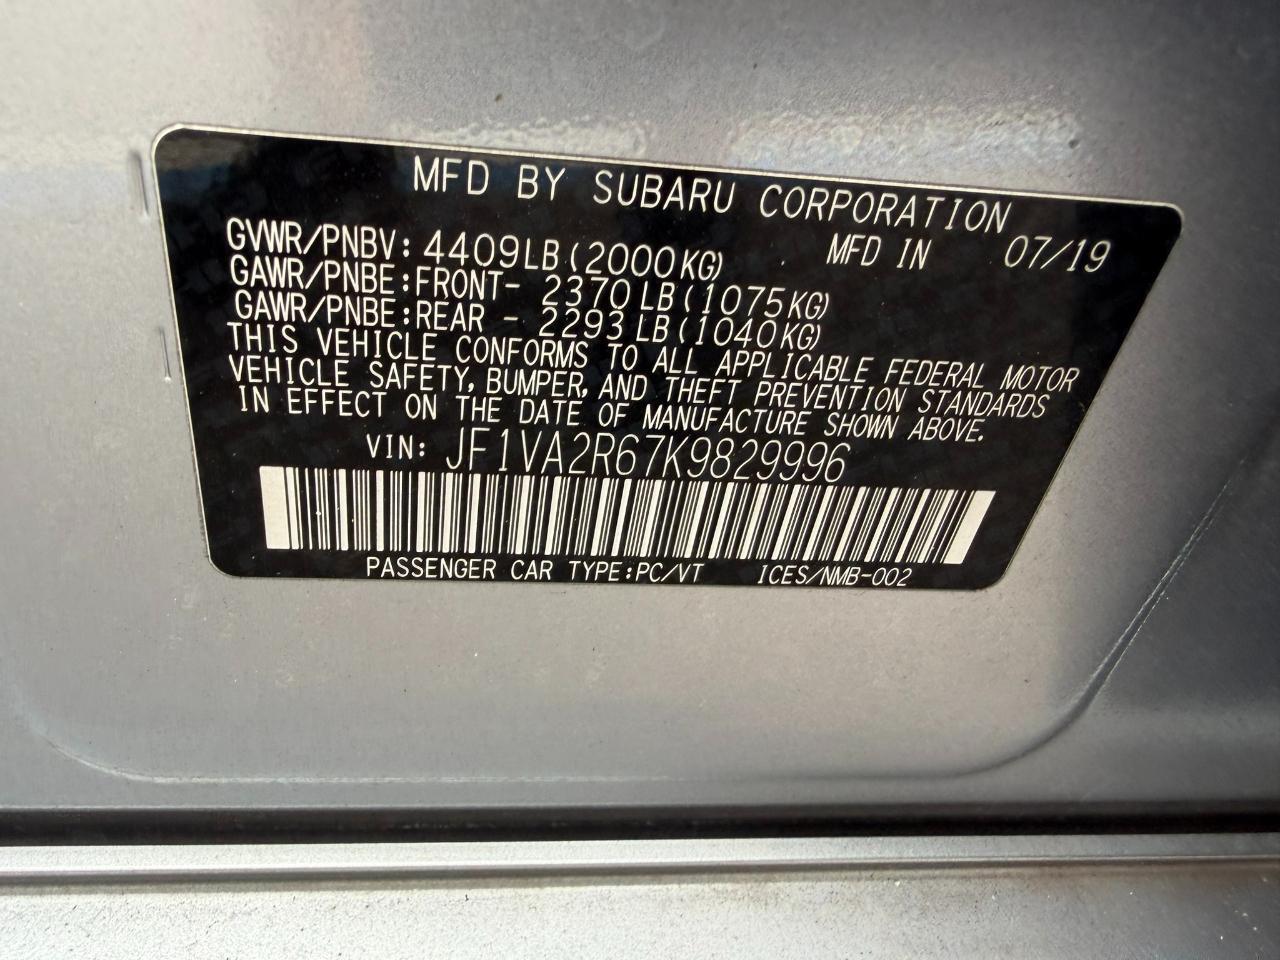 MFD BY SUBARU CORPORATION
GVWR/PNBV: 4409LB(2000KG) MFD IN 07/19
GAWR/PNBE:FRONT- 2370LB(1075KG)
GAWR/PNBE:REAR - 2293LB(1040KG)
THIS VEHICLE CONFORMS TO ALL APPLICABLE FEDERAL MOTOR
VEHICLE SAFETY, BUMPER, AND THEFT PREVENTION STANDARDS
IN EFFECT ON THE DATE OF MANUFACTURE SHOWN ABOVE.
VIN: JF1VA2R67K9829996
PASSENGER CAR TYPE:PC/VT ICES/NMB-002